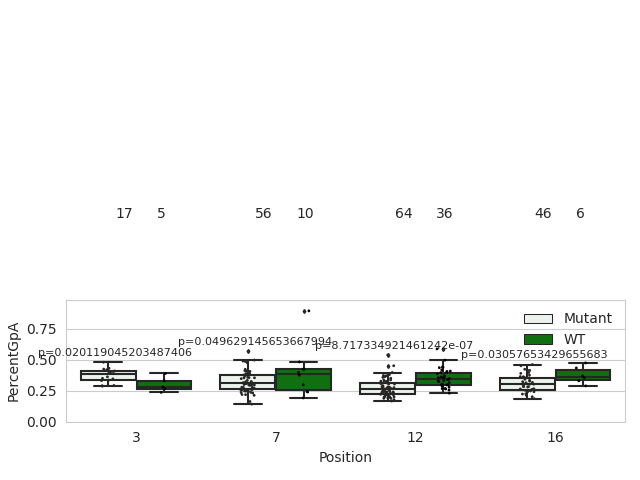 17 5 56 10 64 36 46 6
Mutant
WT
0.75
0.50
0.25
0.00
PercentGpA
p=0.020119045203487406
p=0.049629145653667994
p=8.717334921461242e-07
p=0.03057653429655683
3 7 12 16
Position